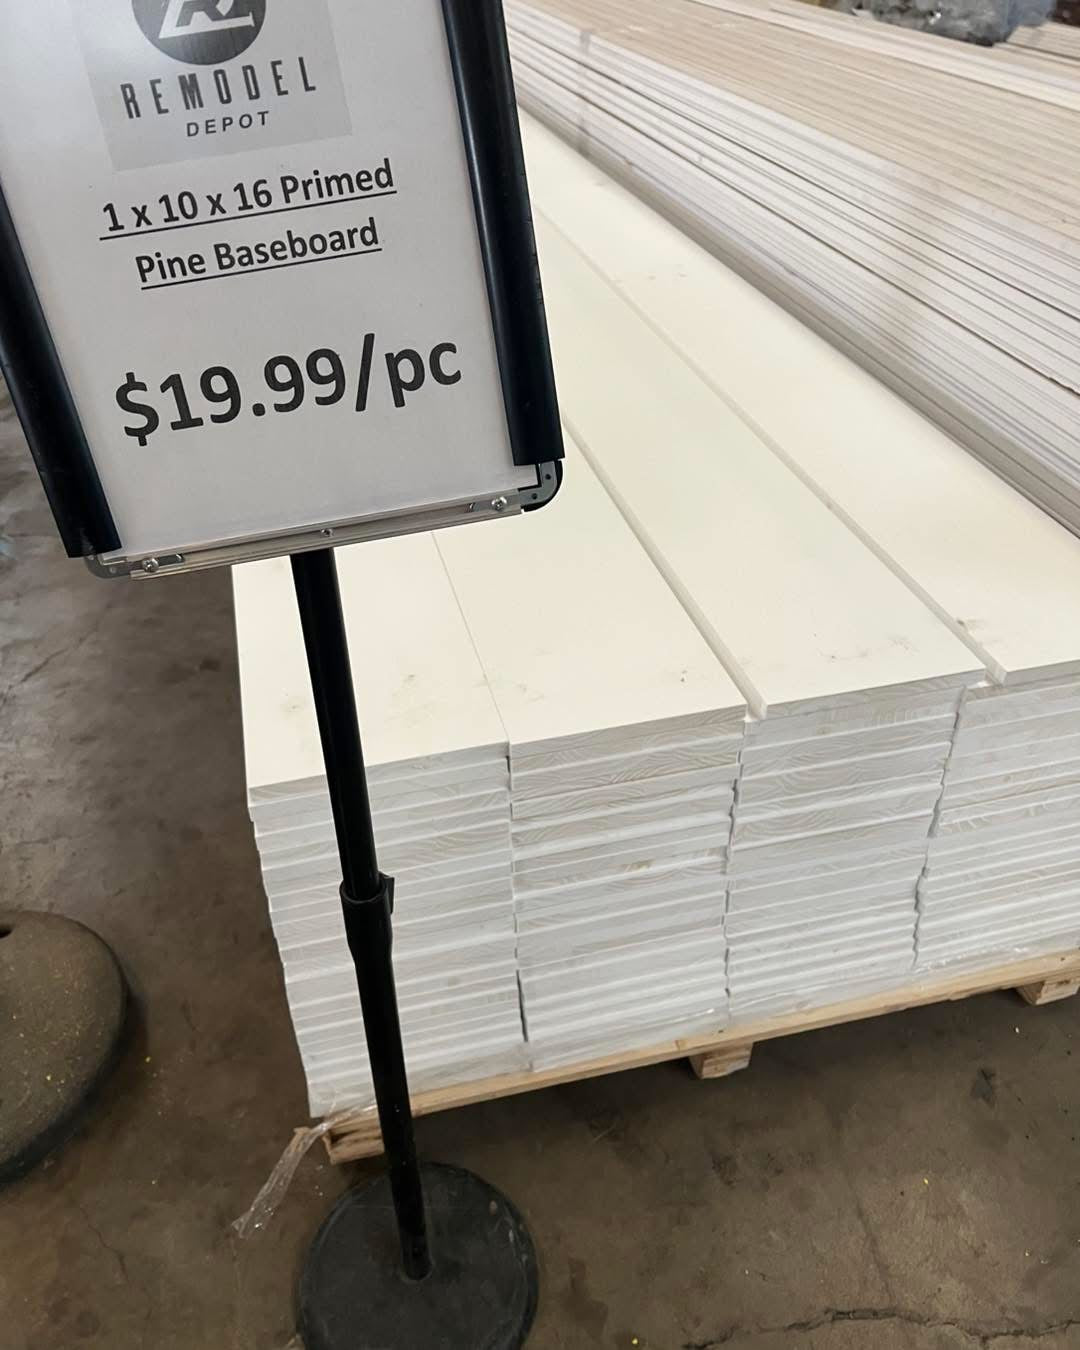 REMODEL
DEPOT
1 x 10 x 16 Primed
Pine Baseboard
$19.99/pc